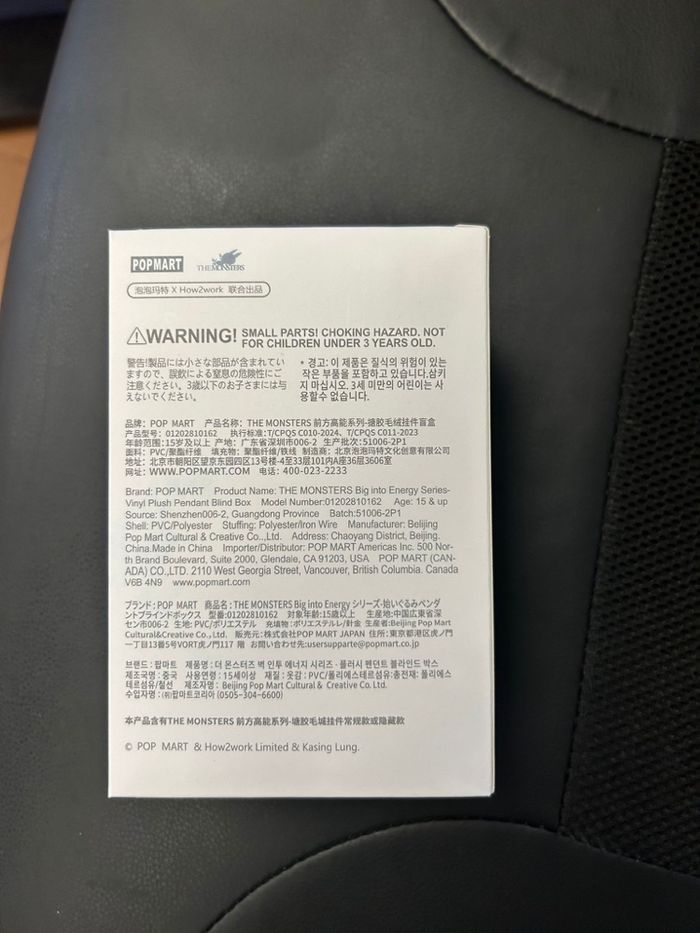 POP MART
THE MONSTERS
泡泡玛特 X How2work 联合出品
WARNING! SMALL PARTS! CHOKING HAZARD. NOT
FOR CHILDREN UNDER 3 YEARS OLD.
警告!製品には小さな部品が含まれてい
ますので、誤飲による窒息の危険性にご
注意ください。3歳以下のお子さまには与
えないでください。
* 경고: 이 제품은 질식의 위험이 있는
작은 부품을 포함하고 있습니다.삼키
지 마십시오. 3세 미만의 어린이는 사
용할수 없습니다.
品牌：POP MART 产品名称：THE MONSTERS 前方高能系列-搪胶毛绒挂件盲盒
产品型号：01202810162 执行标准:T/CPQS C010-2024、T/CPQS C011-2023
年龄范围:15岁及以上 产地：广东省深圳市006-2 生产批次:51006-2P1
面料：PVC/聚酯纤维 填充物：聚酯纤维/铁线 制造商：北京泡泡玛特文化创意有限公司
地址：北京市朝阳区望京东园四区13号楼-4至33层101内A座36层3606室
网址：WWW.POPMART.COM 电话：400-023-2233
Brand: POP MART Product Name: THE MONSTERS Big into Energy Series-
Vinyl Plush Pendant Blind Box Model Number:01202810162 Age: 15 & up
Source: Shenzhen006-2, Guangdong Province Batch:51006-2P1
Shell: PVC/Polyester Stuffing: Polyester/Iron Wire Manufacturer: Beijing
Pop Mart Cultural & Creative Co.,Ltd. Address: Chaoyang District, Beijing.
China.Made in China Importer/Distributor: POP MART Americas Inc. 500 Nor-
th Brand Boulevard, Suite 2000, Glendale, CA 91203, USA POP MART (CAN-
ADA) CO.,LTD. 2110 West Georgia Street, Vancouver, British Columbia. Canada
V6B 4N9 www.popmart.com
ブランド：POP MART 商品名：THE MONSTERS Big into Energy シリーズ-始いぐるみペンダ
ントブラインドボックス 型番:01202810162 対象年齢:15歳以上 生産地:中国広東省深
セン市006-2 生地: PVC/ポリエステル 充填物：ポリエステルレ/針金 生産者:Beijing Pop Mart
Cultural&Creative Co., Ltd. 販売元：株式会社POP MART JAPAN 住所：東京都港区虎ノ門
一丁目13番5号VORT虎ノ門117 階 お問い合わせ先:usersupparte@popmart.co.jp
브랜드 : 팝마트 제품명 : 더 몬스터즈 벽 인투 에너지 시리즈 · 플러시 펜던트 블라인드 박스
제조국명 : 중국 사용연령 : 15세이상 재질 : 옷감 : PVC/폴리에스테르섬유:충전재: 폴리에스
테르섬유/철선 제조자명 : Beijing Pop Mart Cultural & Creative Co. Ltd.
수입자명 : (유)팝마트코리아 (0505-304-6600)
本产品含有THE MONSTERS 前方高能系列-搪胶毛城挂件常规款或隐藏款
© POP MART & How2work Limited & Kasing Lung.